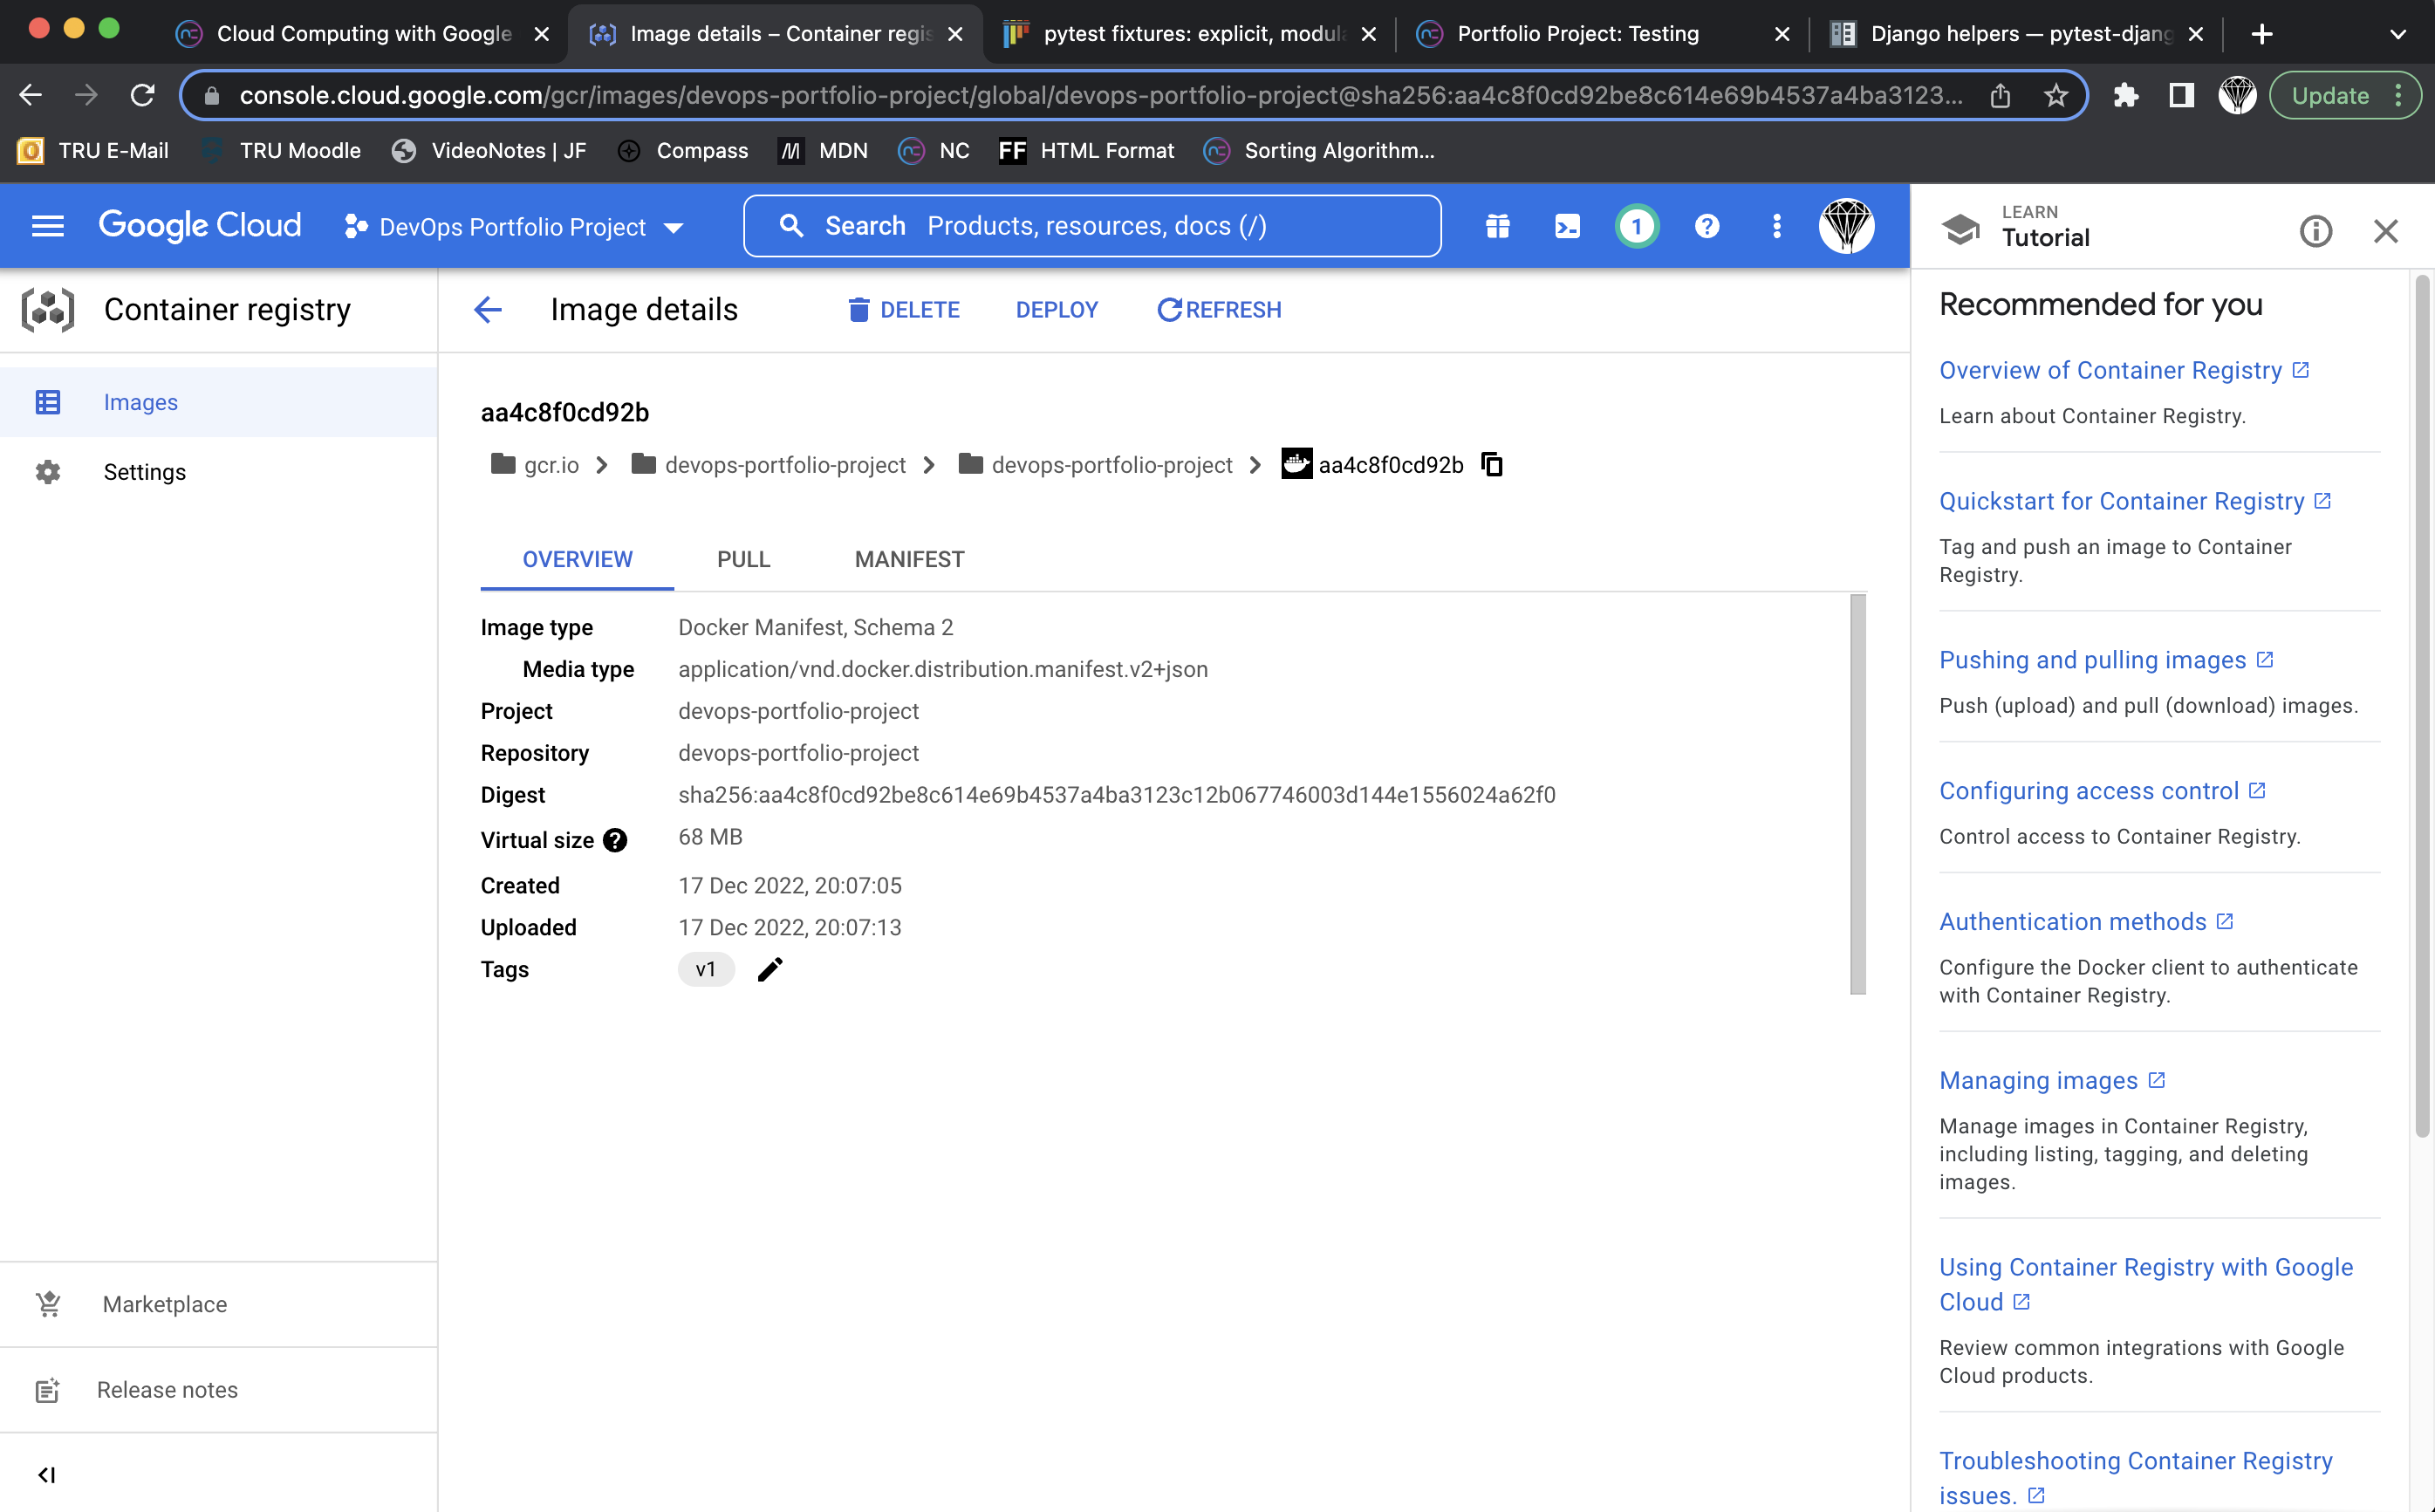 Cloud Computing with Google
Image details – Container regis
pytest fixtures: explicit, modula
Portfolio Project: Testing
Django helpers — pytest-djang
console.cloud.google.com/gcr/images/devops-portfolio-project/global/devops-portfolio-project@sha256:aa4c8f0cd92be8c614e69b4537a4ba3123...
Update
TRU E-Mail
TRU Moodle
VideoNotes | JF
Compass
MDN
NC
FF HTML Format
Sorting Algorithm...
Google Cloud
DevOps Portfolio Project
Search Products, resources, docs (/)
1
LEARN
Tutorial
Container registry
Images
Settings
Marketplace
Release notes
Image details
DELETE
DEPLOY
REFRESH
aa4c8f0cd92b
gcr.io > devops-portfolio-project > devops-portfolio-project > aa4c8f0cd92b
OVERVIEW
PULL
MANIFEST
Image type Docker Manifest, Schema 2
Media type application/vnd.docker.distribution.manifest.v2+json
Project devops-portfolio-project
Repository devops-portfolio-project
Digest sha256:aa4c8f0cd92be8c614e69b4537a4ba3123c12b067746003d144e1556024a62f0
Virtual size ? 68 MB
Created 17 Dec 2022, 20:07:05
Uploaded 17 Dec 2022, 20:07:13
Tags v1
Recommended for you
Overview of Container Registry
Learn about Container Registry.
Quickstart for Container Registry
Tag and push an image to Container
Registry.
Pushing and pulling images
Push (upload) and pull (download) images.
Configuring access control
Control access to Container Registry.
Authentication methods
Configure the Docker client to authenticate
with Container Registry.
Managing images
Manage images in Container Registry,
including listing, tagging, and deleting
images.
Using Container Registry with Google
Cloud
Review common integrations with Google
Cloud products.
Troubleshooting Container Registry
issues.